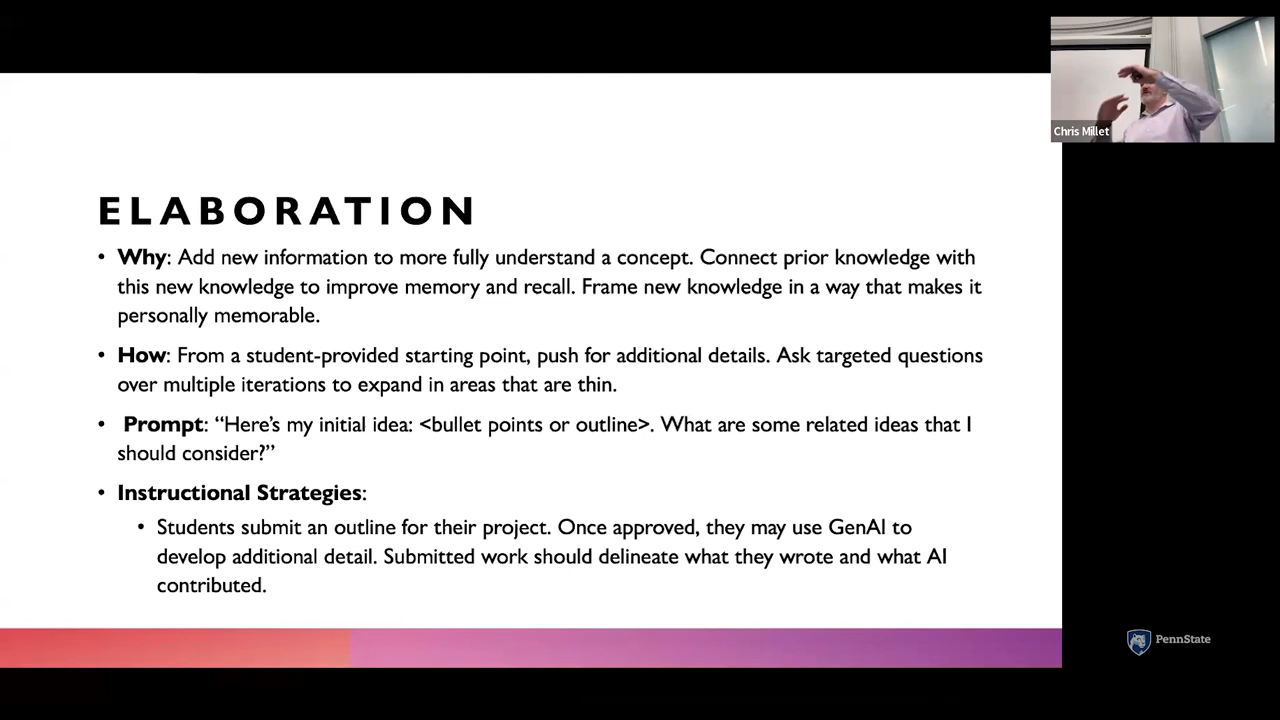 Chris Millet
ELABORATION
• Why: Add new information to more fully understand a concept. Connect prior knowledge with
this new knowledge to improve memory and recall. Frame new knowledge in a way that makes it
personally memorable.
• How: From a student-provided starting point, push for additional details. Ask targeted questions
over multiple iterations to expand in areas that are thin.
• Prompt: “Here’s my initial idea: <bullet points or outline>. What are some related ideas that I
should consider?”
• Instructional Strategies:
• Students submit an outline for their project. Once approved, they may use GenAI to
develop additional detail. Submitted work should delineate what they wrote and what AI
contributed.
PennState